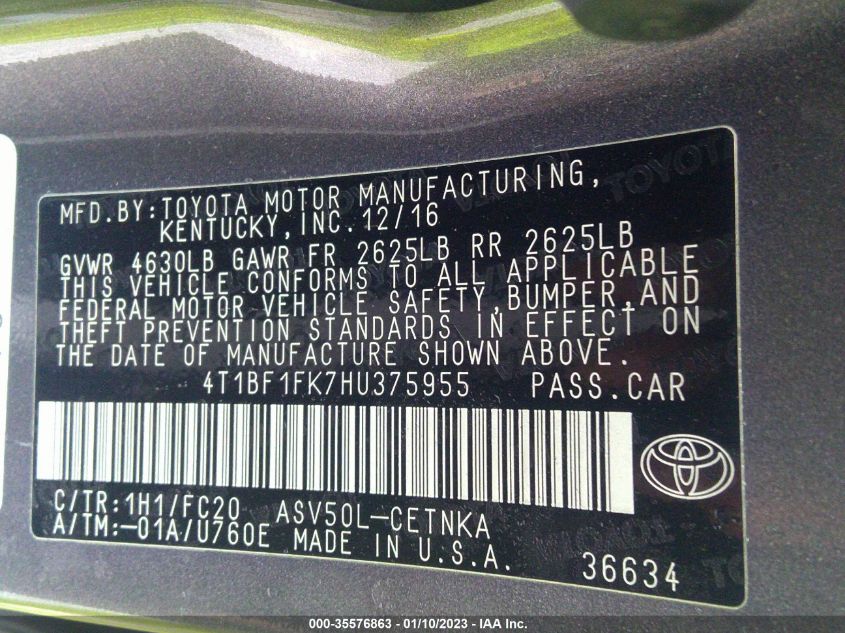 MFD.BY:TOYOTA MOTOR MANUFACTURING,
KENTUCKY,INC.12/16
GVWR 4630LB GAWR FR 2625LB RR 2625LB
THIS VEHICLE CONFORMS TO ALL APPLICABLE
FEDERAL MOTOR VEHICLE SAFETY,BUMPER,AND
THEFT PREVENTION STANDARDS IN EFFECT ON
THE DATE OF MANUFACTURE SHOWN ABOVE.
4T1BF1FK7HU375955 PASS.CAR
C/TR:1H1/FC20 ASV50L-CETNKA
A/TM:-01A/U760E MADE IN U.S.A.
36634
000-35576863 - 01/10/2023 - IAA Inc.